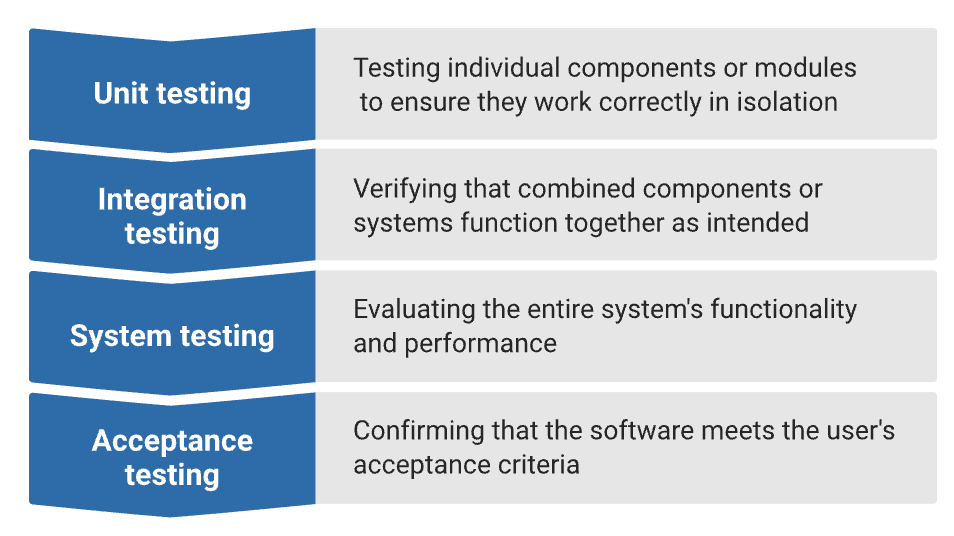 Unit testing
Testing individual components or modules
to ensure they work correctly in isolation
Integration
testing
Verifying that combined components or
systems function together as intended
System testing
Evaluating the entire system's functionality
and performance
Acceptance
testing
Confirming that the software meets the user's
acceptance criteria